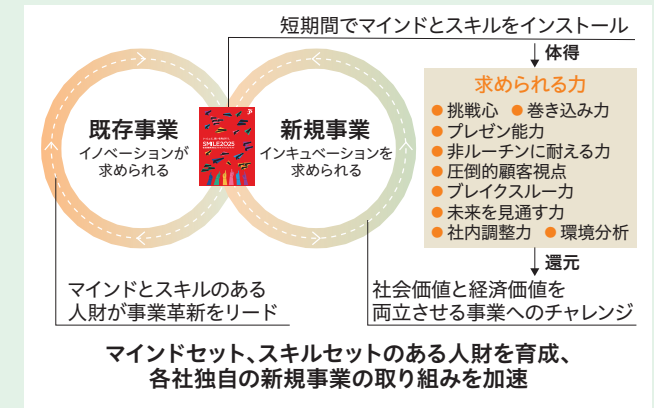 短期間でマインドとスキルをインストール
体得
求められる力
● 挑戦心 ● 巻き込み力
● プレゼン能力
● 非ルーチンに耐える力
● 圧倒的顧客視点
● ブレイクスルー力
● 未来を見通す力
● 社内調整力 ● 環境分析
還元
既存事業
イノベーションが
求められる
SMILE2025
新規事業
インキュベーションを
求められる
マインドとスキルのある
人財が事業革新をリード
社会価値と経済価値を
両立させる事業へのチャレンジ
マインドセット、スキルセットのある人財を育成、
各社独自の新規事業の取り組みを加速